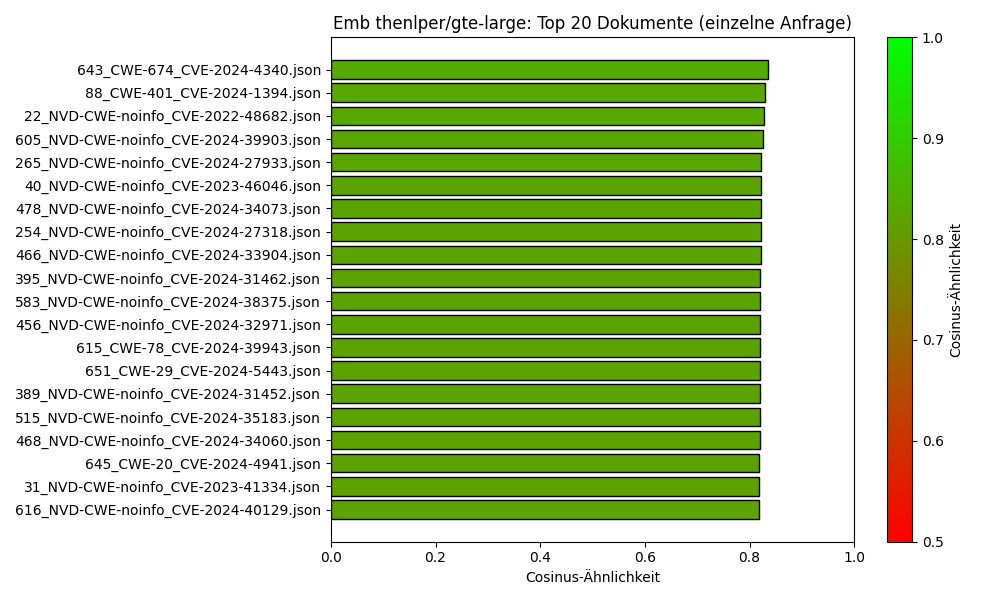 Emb thenlper/gte-large: Top 20 Dokumente (einzelne Anfrage)
643_CWE-674_CVE-2024-4340.json
88_CWE-401_CVE-2024-1394.json
22_NVD-CWE-noinfo_CVE-2022-48682.json
605_NVD-CWE-noinfo_CVE-2024-39903.json
265_NVD-CWE-noinfo_CVE-2024-27933.json
40_NVD-CWE-noinfo_CVE-2023-46046.json
478_NVD-CWE-noinfo_CVE-2024-34073.json
254_NVD-CWE-noinfo_CVE-2024-27318.json
466_NVD-CWE-noinfo_CVE-2024-33904.json
395_NVD-CWE-noinfo_CVE-2024-31462.json
583_NVD-CWE-noinfo_CVE-2024-38375.json
456_NVD-CWE-noinfo_CVE-2024-32971.json
615_CWE-78_CVE-2024-39943.json
651_CWE-29_CVE-2024-5443.json
389_NVD-CWE-noinfo_CVE-2024-31452.json
515_NVD-CWE-noinfo_CVE-2024-35183.json
468_NVD-CWE-noinfo_CVE-2024-34060.json
645_CWE-20_CVE-2024-4941.json
31_NVD-CWE-noinfo_CVE-2023-41334.json
616_NVD-CWE-noinfo_CVE-2024-40129.json
0.0 0.2 0.4 0.6 0.8 1.0
Cosinus-Ähnlichkeit
1.0
0.9
0.8
0.7
0.6
0.5
Cosinus-Ähnlichkeit